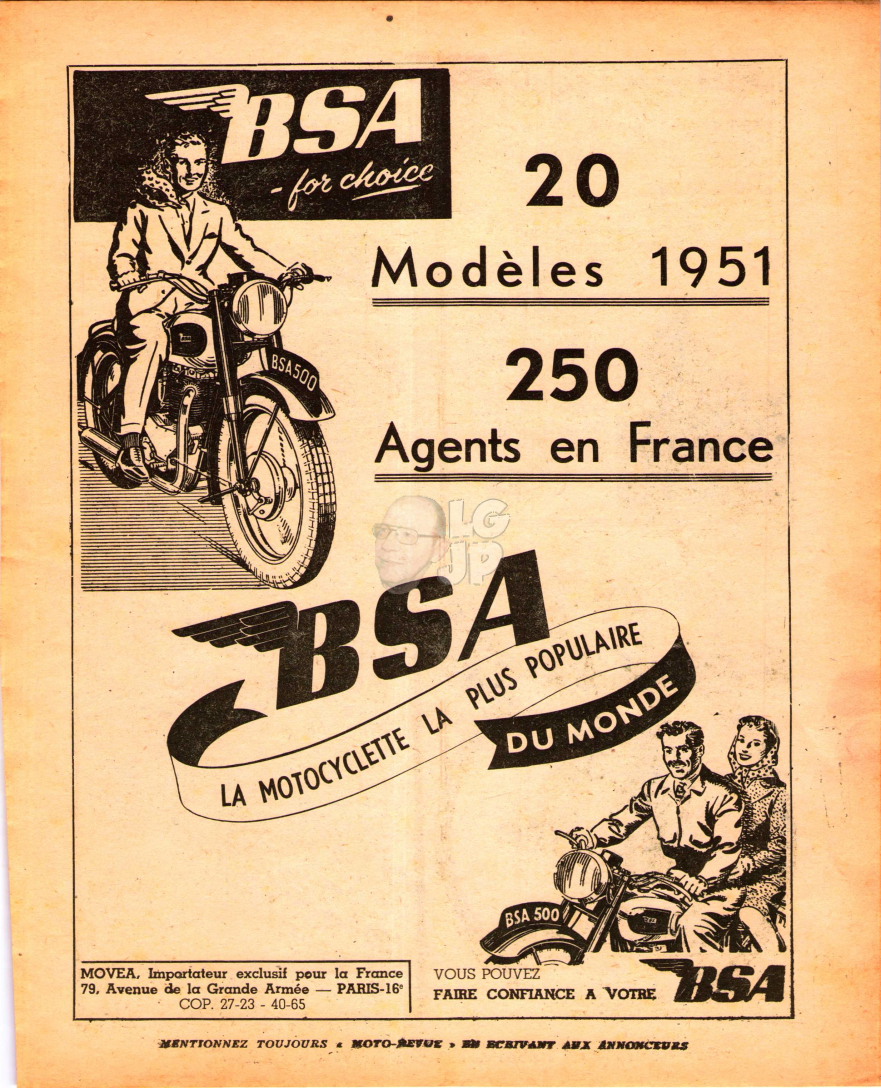 BSA
- for choice
20
Modèles 1951
250
Agents en France
BSA 500
LG
JP
BSA
LA MOTOCYCLETTE LA PLUS POPULAIRE
DU MONDE
BSA 500
MOVEA, Importateur exclusif pour la France
79, Avenue de la Grande Armée — PARIS-16e
COP. 27-23 - 40-65
VOUS POUVEZ
FAIRE CONFIANCE A VOTRE BSA
MENTIONNEZ TOUJOURS « MOTO-REVUE » EN ECRIVANT AUX ANNONCEURS